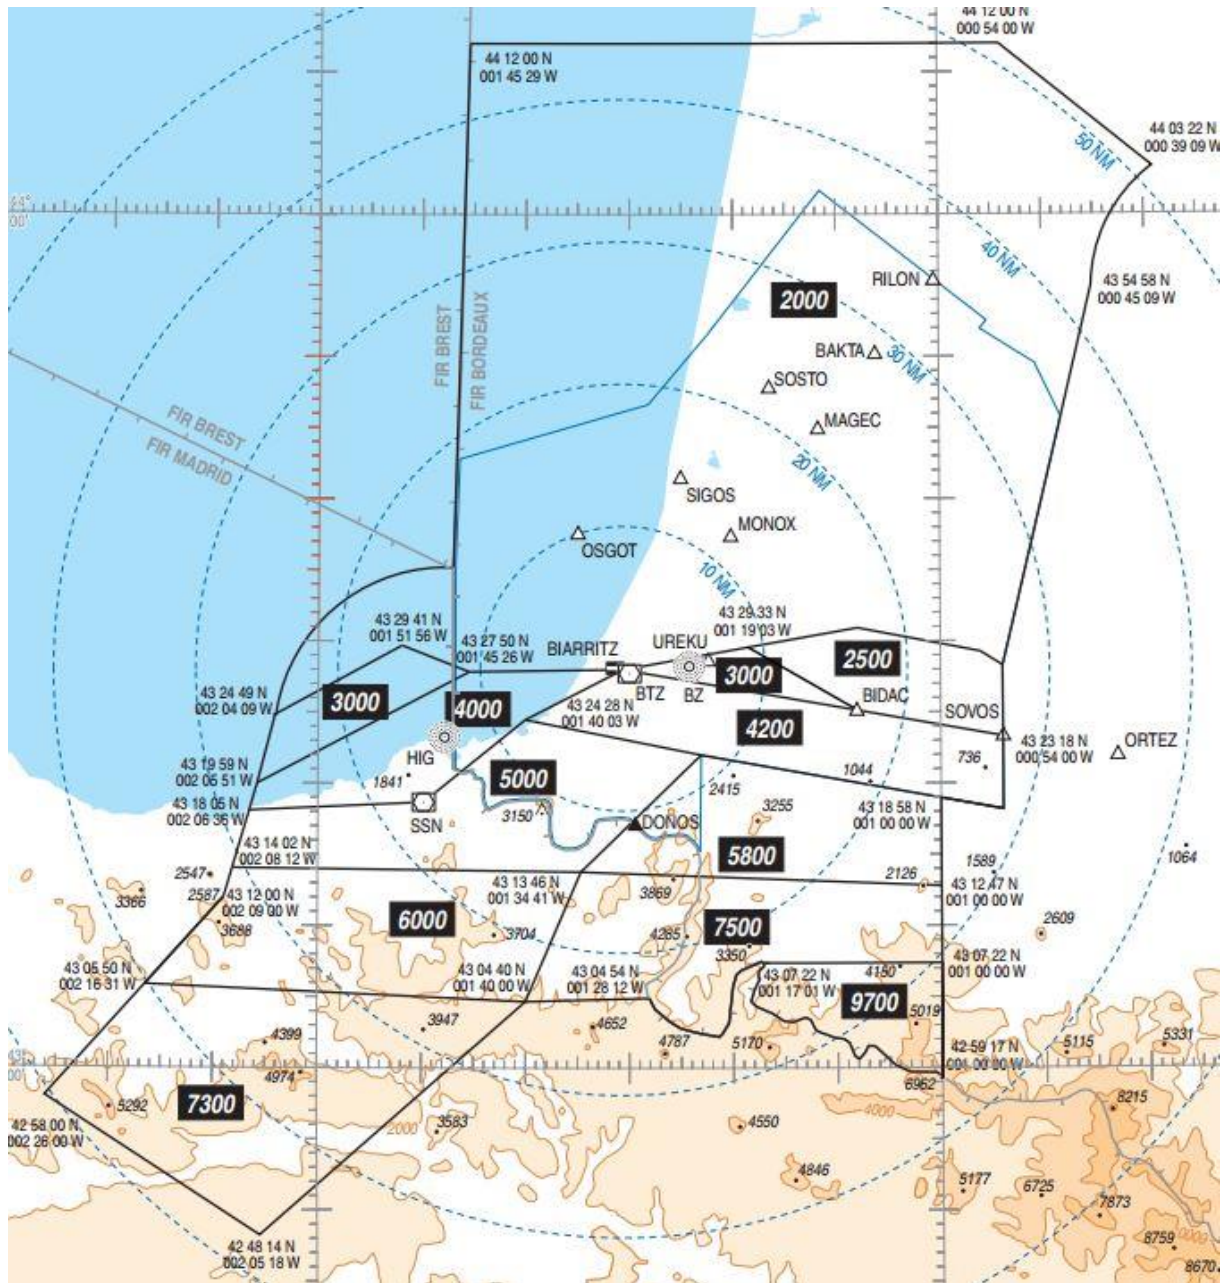 44 12 00 N
000 54 00 W
44 12 00 N
001 45 29 W
50 NM
44 03 22 N
000 39 09 W
44°
00'
40 NM
RILON
43 54 58 N
000 45 09 W
2000
FIR BREST
FIR BORDEAUX
BAKTA
30 NM
SOSTO
FIR BREST
FIR MADRID
MAGEC
20 NM
SIGOS
MONOX
OSGOT
10 NM
43 29 41 N
001 51 56 W
43 29 33 N
001 19 03 W
43 27 50 N
001 45 26 W
BIARRITZ
UREKU
2500
3000
43 24 49 N
002 04 09 W
3000
4000
BTZ
BZ
BIDAC
43 24 28 N
001 40 03 W
SOVOS
4200
43 23 18 N
000 54 00 W
ORTEZ
HIG
736
43 19 59 N
002 05 51 W
1841
5000
2415
1044
43 18 05 N
002 06 36 W
SSN
3150
3255
43 18 58 N
001 00 00 W
DONOS
43 14 02 N
002 08 12 W
5800
1064
2547
1589
3366
2587
43 12 00 N
002 09 00 W
43 13 46 N
001 34 41 W
3869
2126
43 12 47 N
001 00 00 W
3688
6000
3704
4285
7500
3350
2609
43 05 50 N
002 16 31 W
43 04 40 N
001 40 00 W
43 04 54 N
001 28 12 W
43 07 22 N
001 17 01 W
4150
43 07 22 N
001 00 00 W
9700
5019
3947
4652
4399
4787
5170
5115
5331
43°
00'
42 59 17 N
001 00 00 W
4974
6962
5292
7300
8215
4000
42 58 00 N
002 26 00 W
2000
3583
4550
4846
5177
6725
7873
42 48 14 N
002 05 18 W
8759
8670